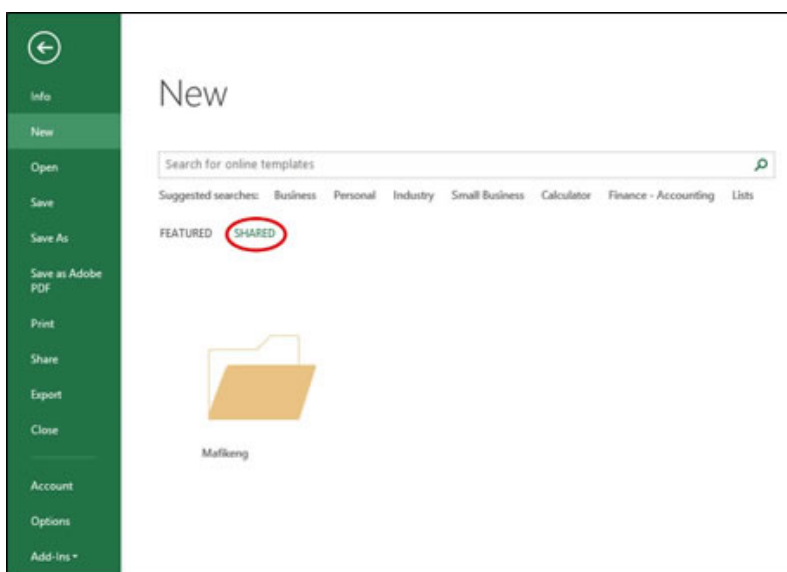 Info
New
Open
Save
Save As
Save as Adobe
PDF
Print
Share
Export
Close
Account
Options
Add-Ins
New
Search for online templates
Suggested searches: Business Personal Industry Small Business Calculator Finance - Accounting Lists
FEATURED SHARED
Mafikeng